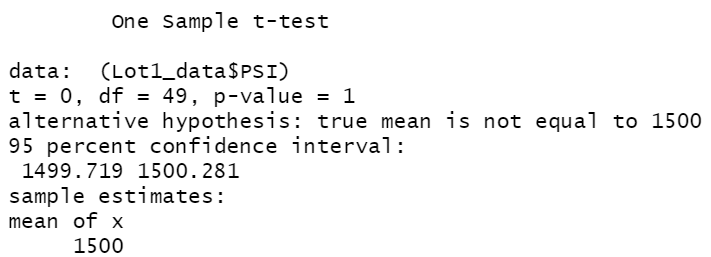 One Sample t-test
data: (Lot1_data$PSI)
t = 0, df = 49, p-value = 1
alternative hypothesis: true mean is not equal to 1500
95 percent confidence interval:
1499.719 1500.281
sample estimates:
mean of x
1500